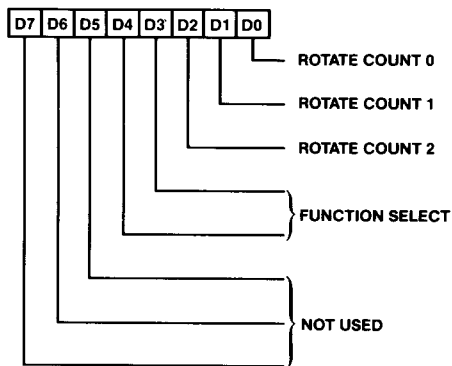 D7 D6 D5 D4 D3 D2 D1 D0
ROTATE COUNT 0
ROTATE COUNT 1
ROTATE COUNT 2
FUNCTION SELECT
NOT USED